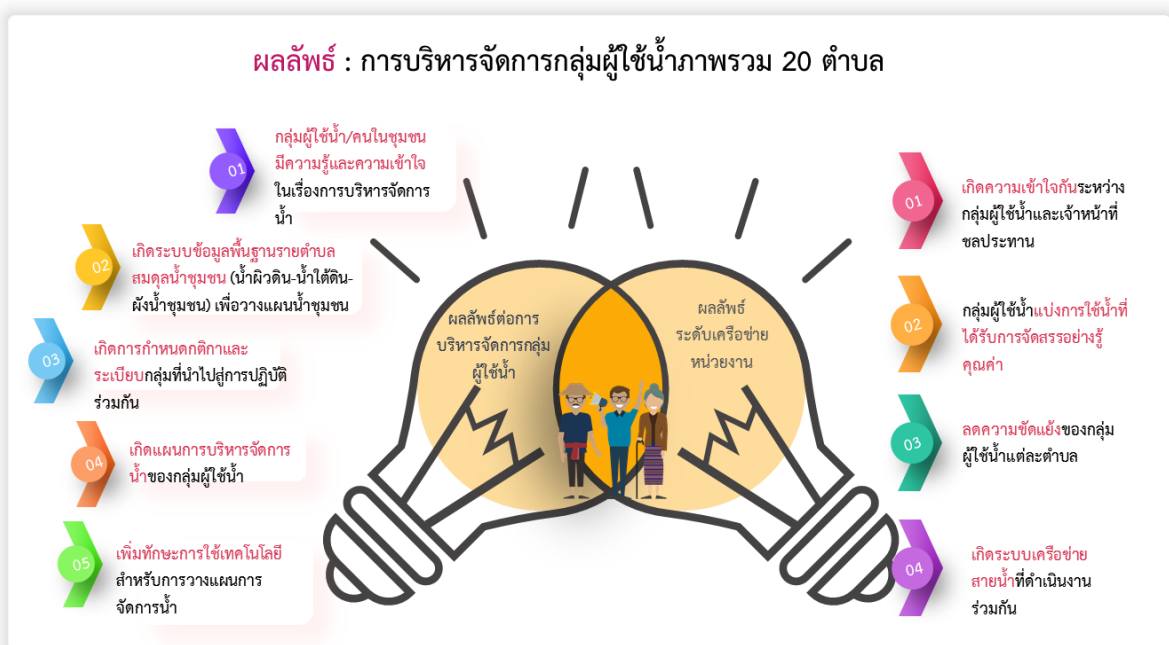 ผลลัพธ์ : การบริหารจัดการกลุ่มผู้ใช้น้ำภาพรวม 20 ตำบล
01
กลุ่มผู้ใช้น้ำ/คนในชุมชน
มีความรู้และความเข้าใจ
ในเรื่องการบริหารจัดการ
น้ำ
02
เกิดระบบข้อมูลพื้นฐานรายตำบล
สมดุลน้ำชุมชน (น้ำผิวดิน-น้ำใต้ดิน-
ผังน้ำชุมชน) เพื่อวางแผนน้ำชุมชน
03
เกิดการกำหนดกติกาและ
ระเบียบกลุ่มที่นำไปสู่การปฏิบัติ
ร่วมกัน
04
เกิดแผนการบริหารจัดการ
น้ำของกลุ่มผู้ใช้น้ำ
05
เพิ่มทักษะการใช้เทคโนโลยี
สำหรับการวางแผนการ
จัดการน้ำ
ผลลัพธ์ต่อการ
บริหารจัดการกลุ่ม
ผู้ใช้น้ำ
ผลลัพธ์
ระดับเครือข่าย
หน่วยงาน
01
เกิดความเข้าใจกันระหว่าง
กลุ่มผู้ใช้น้ำและเจ้าหน้าที่
ชลประทาน
02
กลุ่มผู้ใช้น้ำแบ่งการใช้น้ำที่
ได้รับการจัดสรรอย่างรู้
คุณค่า
03
ลดความขัดแย้งของกลุ่ม
ผู้ใช้น้ำแต่ละตำบล
04
เกิดระบบเครือข่าย
สายน้ำที่ดำเนินงาน
ร่วมกัน